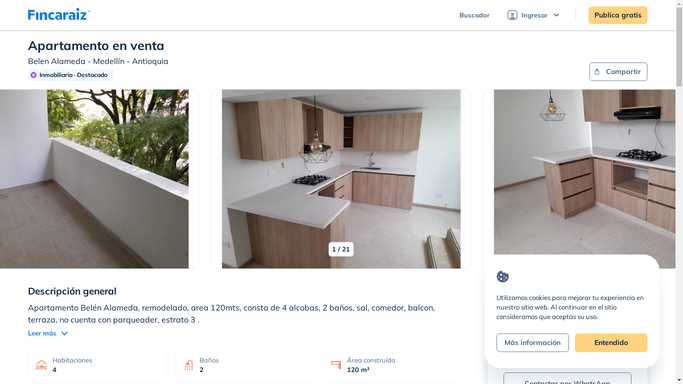 Fincaraiz
Buscador
Ingresar
Publica gratis
Apartamento en venta
Belen Alameda - Medellín - Antioquia
Inmobiliaria · Destacado
Compartir
1 / 21
Descripción general
Apartamento Belén Alameda, remodelado, area 120mts, consta de 4 alcobas, 2 baños, sal, comedor, balcon,
terraza, no cuenta con parqueader, estrato 3 .
Leer más
Habitaciones
4
Baños
2
Área construida
120 m²
Utilizamos cookies para mejorar tu experiencia en
nuestro sitio web. Al continuar en el sitio
consideramos que aceptas su uso.
Más información
Entendido
Contactar por WhatsApp